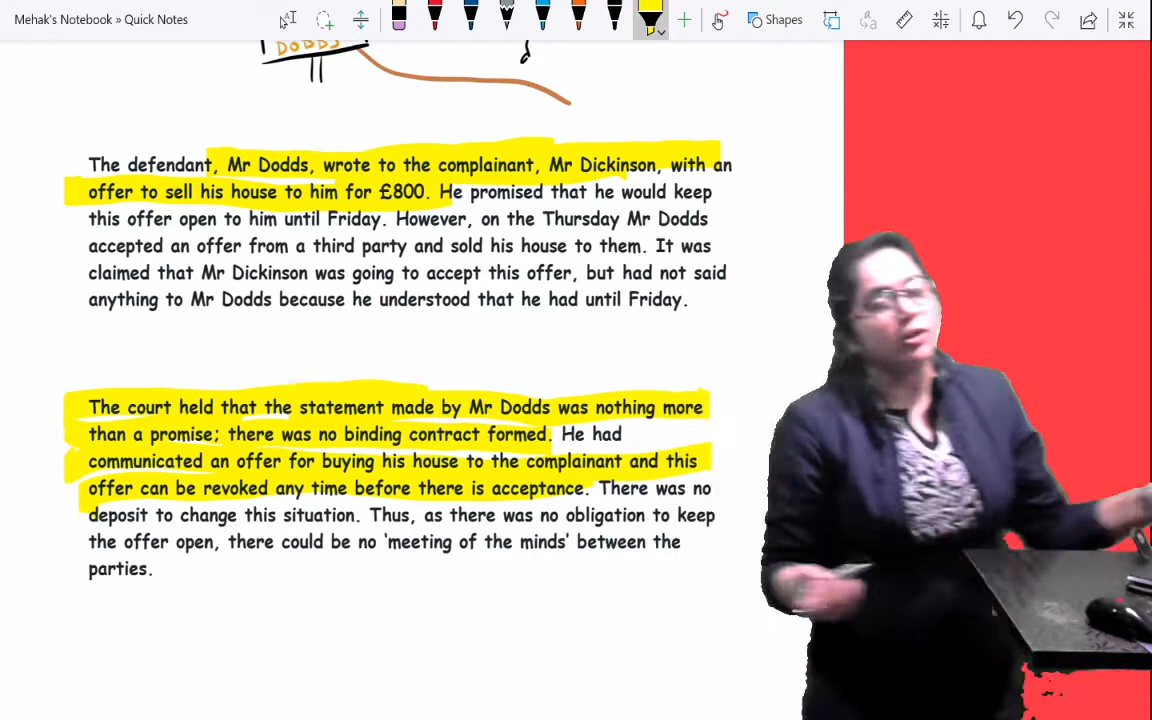 Mehak's Notebook » Quick Notes
Shapes
DODDS
The defendant, Mr Dodds, wrote to the complainant, Mr Dickinson, with an
offer to sell his house to him for £800. He promised that he would keep
this offer open to him until Friday. However, on the Thursday Mr Dodds
accepted an offer from a third party and sold his house to them. It was
claimed that Mr Dickinson was going to accept this offer, but had not said
anything to Mr Dodds because he understood that he had until Friday.
The court held that the statement made by Mr Dodds was nothing more
than a promise; there was no binding contract formed. He had
communicated an offer for buying his house to the complainant and this
offer can be revoked any time before there is acceptance. There was no
deposit to change this situation. Thus, as there was no obligation to keep
the offer open, there could be no 'meeting of the minds' between the
parties.